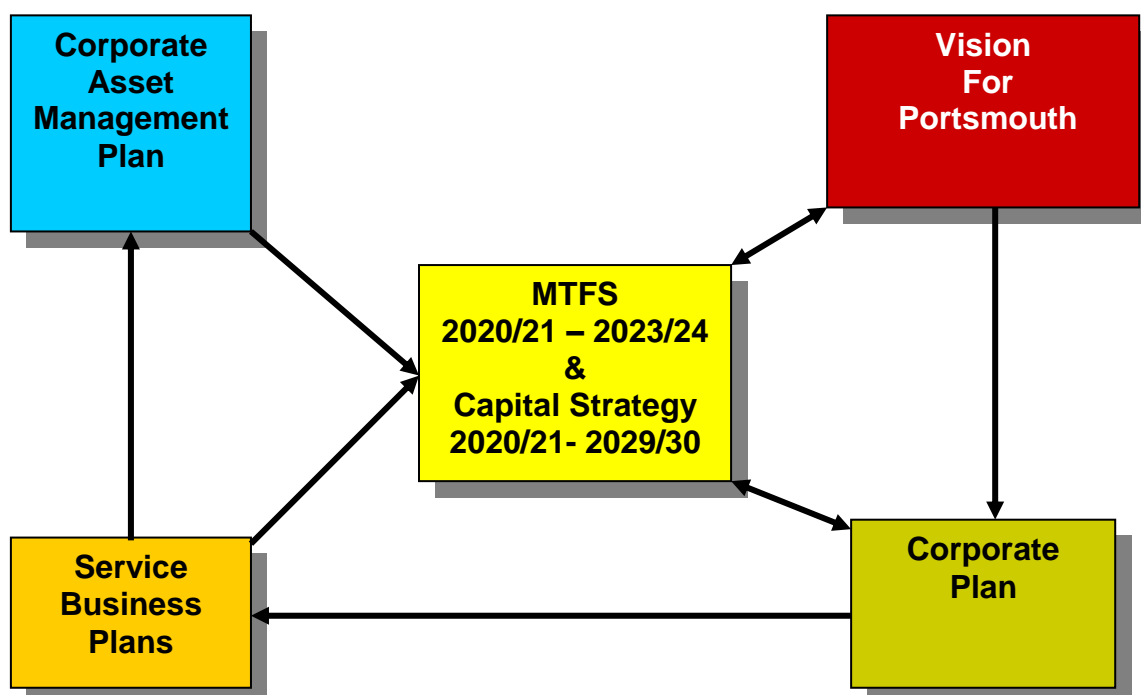 Corporate
Asset
Management
Plan
Vision
For
Portsmouth
MTFS
2020/21 – 2023/24
&
Capital Strategy
2020/21- 2029/30
Service
Business
Plans
Corporate
Plan